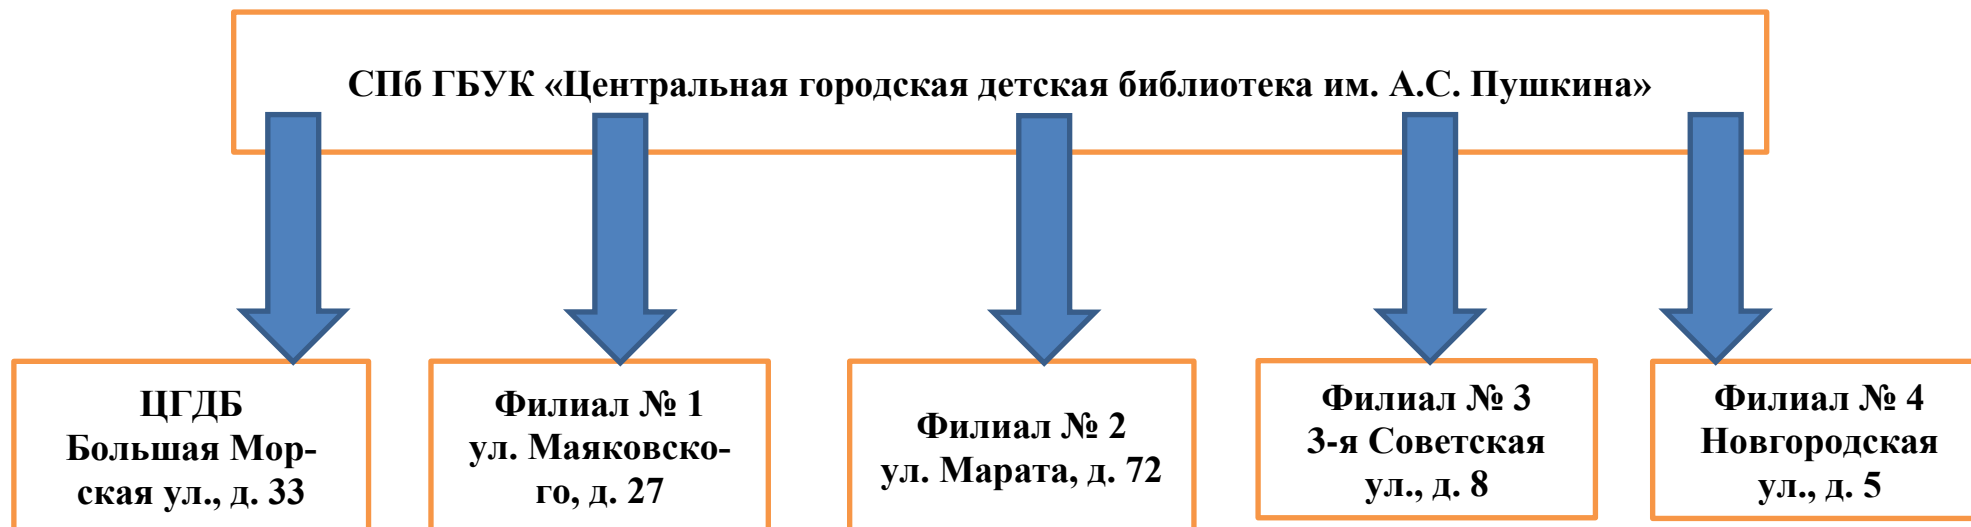 СПб ГБУК «Центральная городская детская библиотека им. А.С. Пушкина»
ЦГДБ
Большая Мор-
ская ул., д. 33
Филиал № 1
ул. Маяковско-
го, д. 27
Филиал № 2
ул. Марата, д. 72
Филиал № 3
3-я Советская
ул., д. 8
Филиал № 4
Новгородская
ул., д. 5